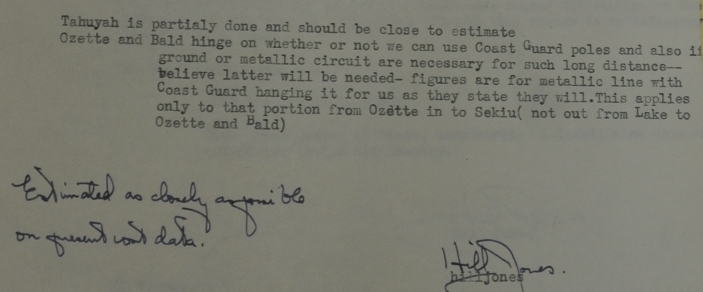 Tahuyah is partialy done and should be close to estimate
Ozette and Bald hinge on whether or not we can use Coast Guard poles and also if
ground or metallic circuit are necessary for such long distance--
believe latter will be needed- figures are for metallic line with
Coast Guard hanging it for us as they state they will.This applies
only to that portion from Ozette in to Sekiu( not out from Lake to
Ozette and Bald)
Estimated as closely as possible
on present cost data.
Hill Jones.
hilljones